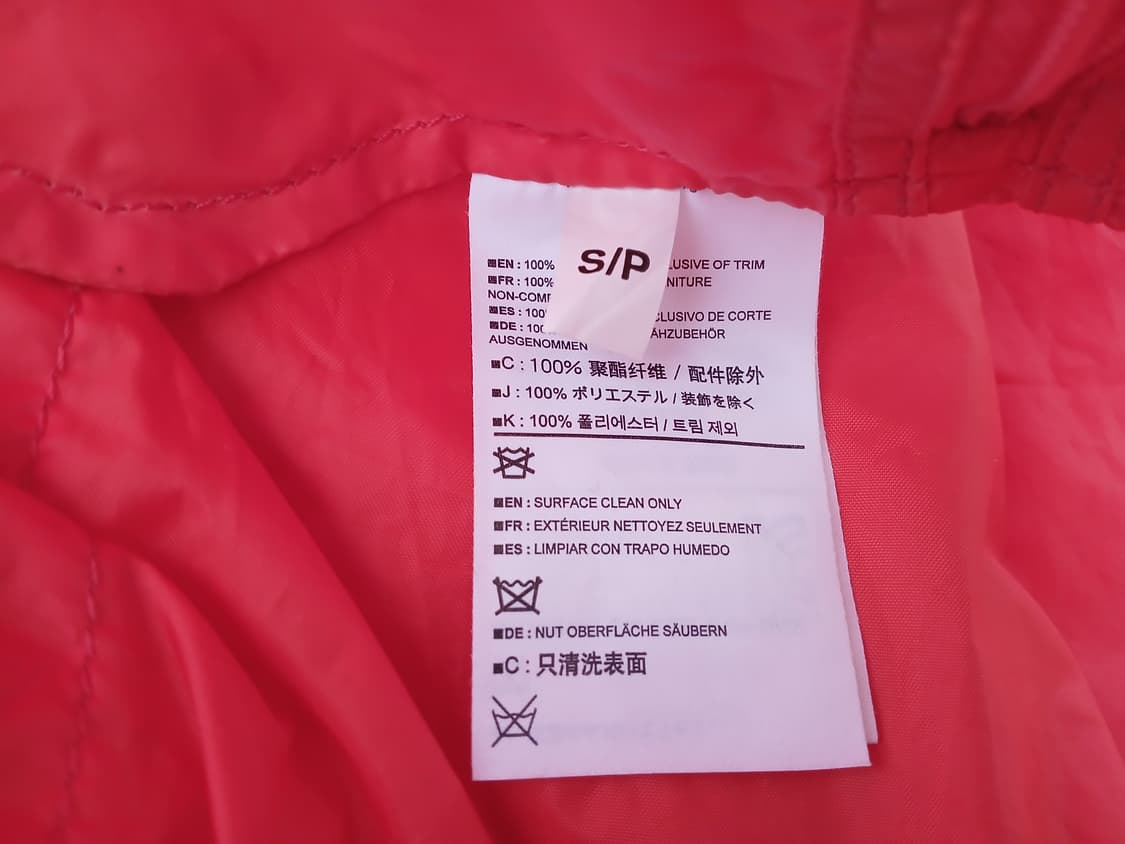 S/P
EN : 100% LUSIVE OF TRIM
FR : 100% NITURE
NON-COMP
ES : 100% CLUSIVO DE CORTE
DE : 100 ÄHZUBEHÖR
AUSGENOMMEN
C : 100% 聚酯纤维 / 配件除外
J : 100% ポリエステル / 装飾を除く
K : 100% 폴리에스터 / 트림 제외
EN : SURFACE CLEAN ONLY
FR : EXTÉRIEUR NETTOYEZ SEULEMENT
ES : LIMPIAR CON TRAPO HUMEDO
DE : NUT OBERFLÄCHE SÄUBERN
C : 只清洗表面